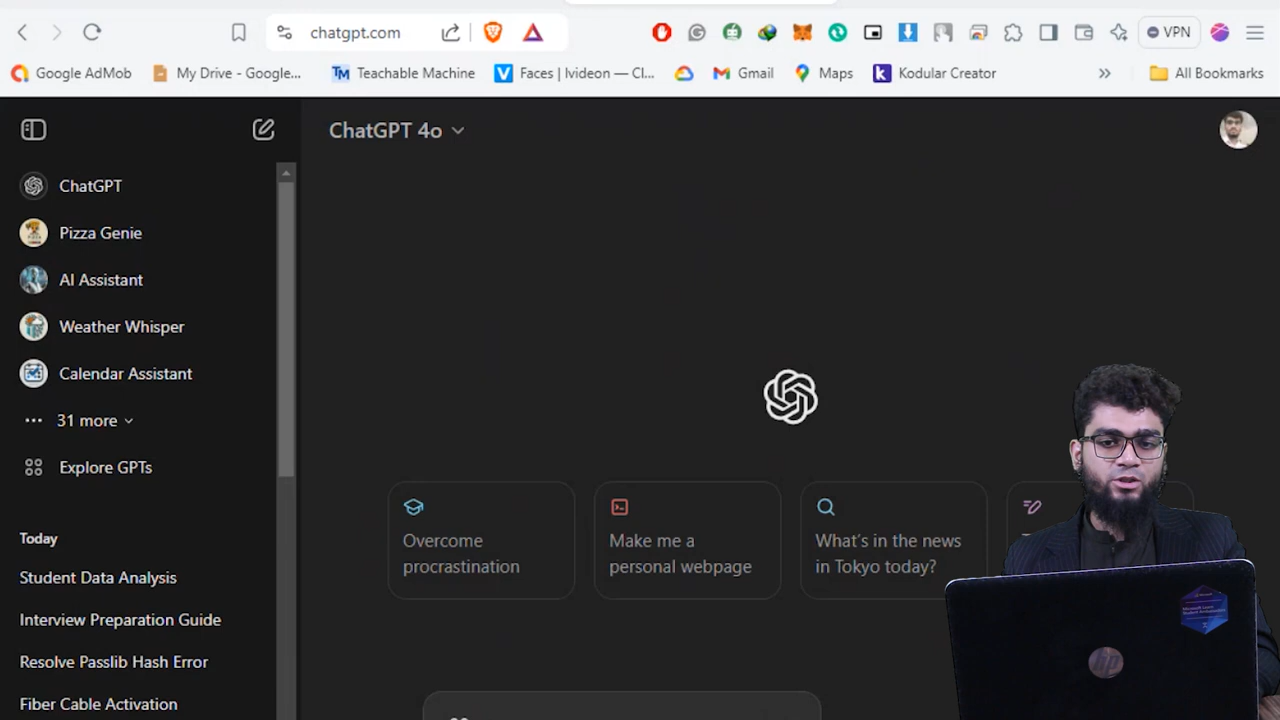 chatgpt.com
VPN
Google AdMob
My Drive - Google...
TM Teachable Machine
Faces | Ivideon — Cl...
Gmail
Maps
k Kodular Creator
All Bookmarks
ChatGPT 4o
ChatGPT
Pizza Genie
AI Assistant
Weather Whisper
Calendar Assistant
31 more
Explore GPTs
Overcome
procrastination
Make me a
personal webpage
What's in the news
in Tokyo today?
Today
Student Data Analysis
Interview Preparation Guide
Resolve Passlib Hash Error
Fiber Cable Activation
hp